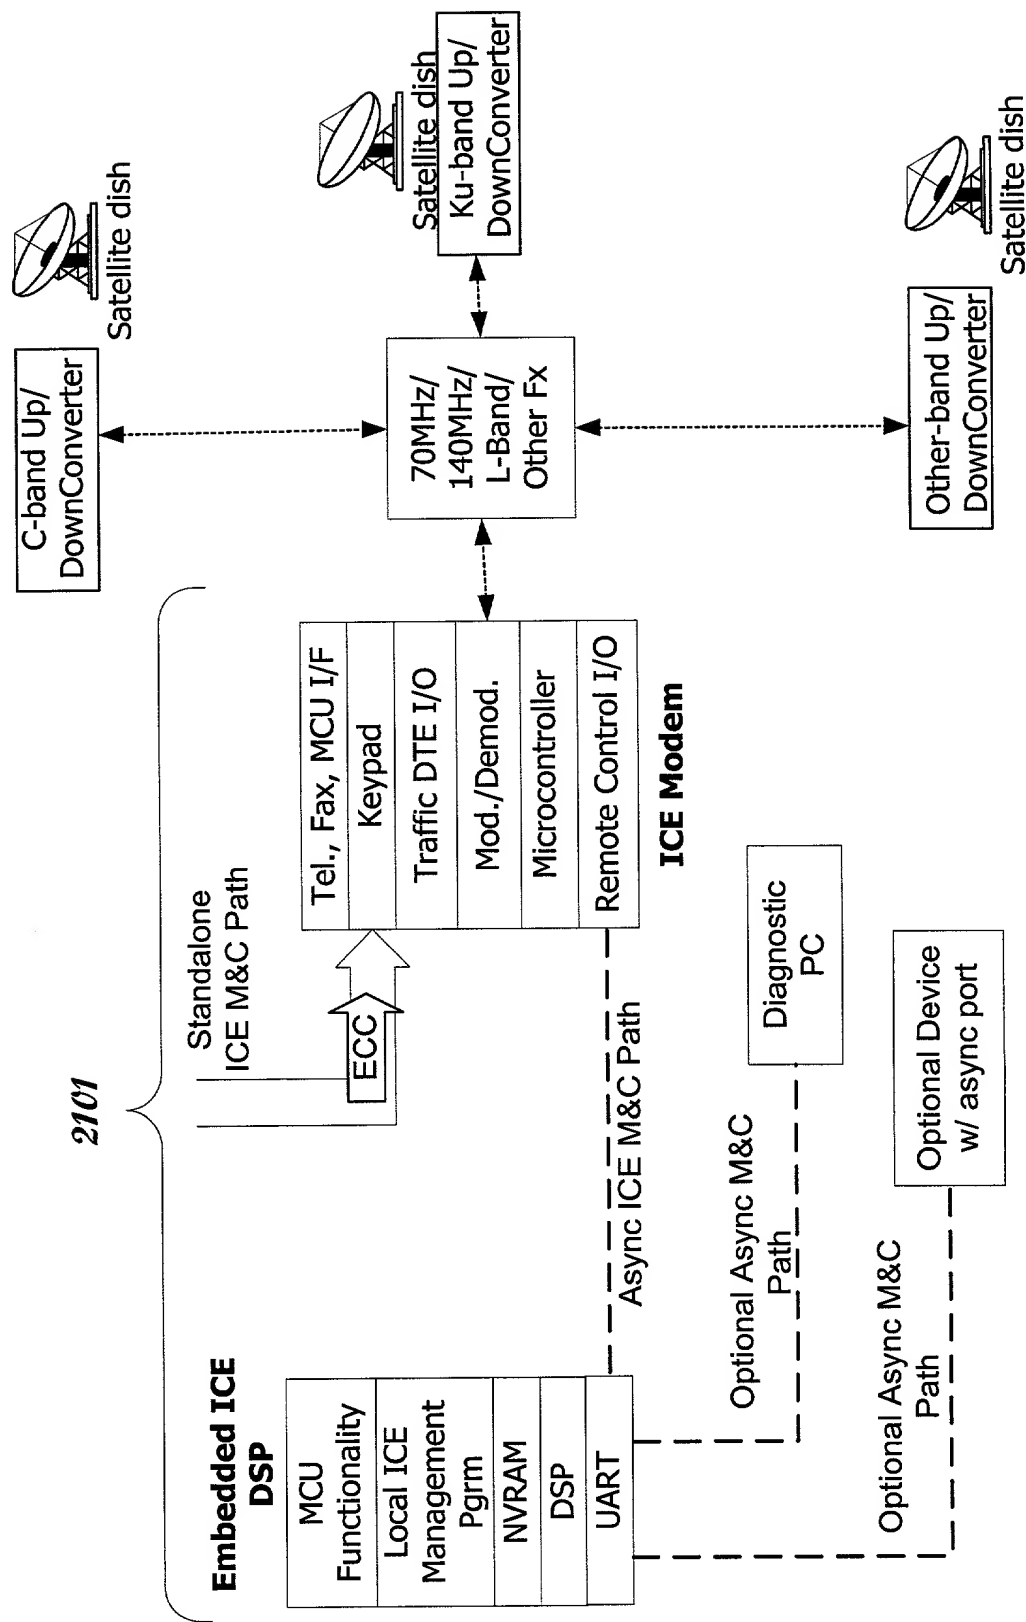 2101
Embedded ICE
DSP
MCU
Functionality
Local ICE
Management
Pgrm
NVRAM
DSP
UART
Standalone
ICE M&C Path
ECC
Tel., Fax, MCU I/F
Keypad
Traffic DTE I/O
Mod./Demod.
Microcontroller
Remote Control I/O
ICE Modem
Async ICE M&C Path
Optional Async M&C
Path
Diagnostic
PC
Optional Async M&C
Path
Optional Device
w/ async port
C-band Up/
DownConverter
Satellite dish
70MHz/
140MHz/
L-Band/
Other Fx
Satellite dish
Ku-band Up/
DownConverter
Other-band Up/
DownConverter
Satellite dish